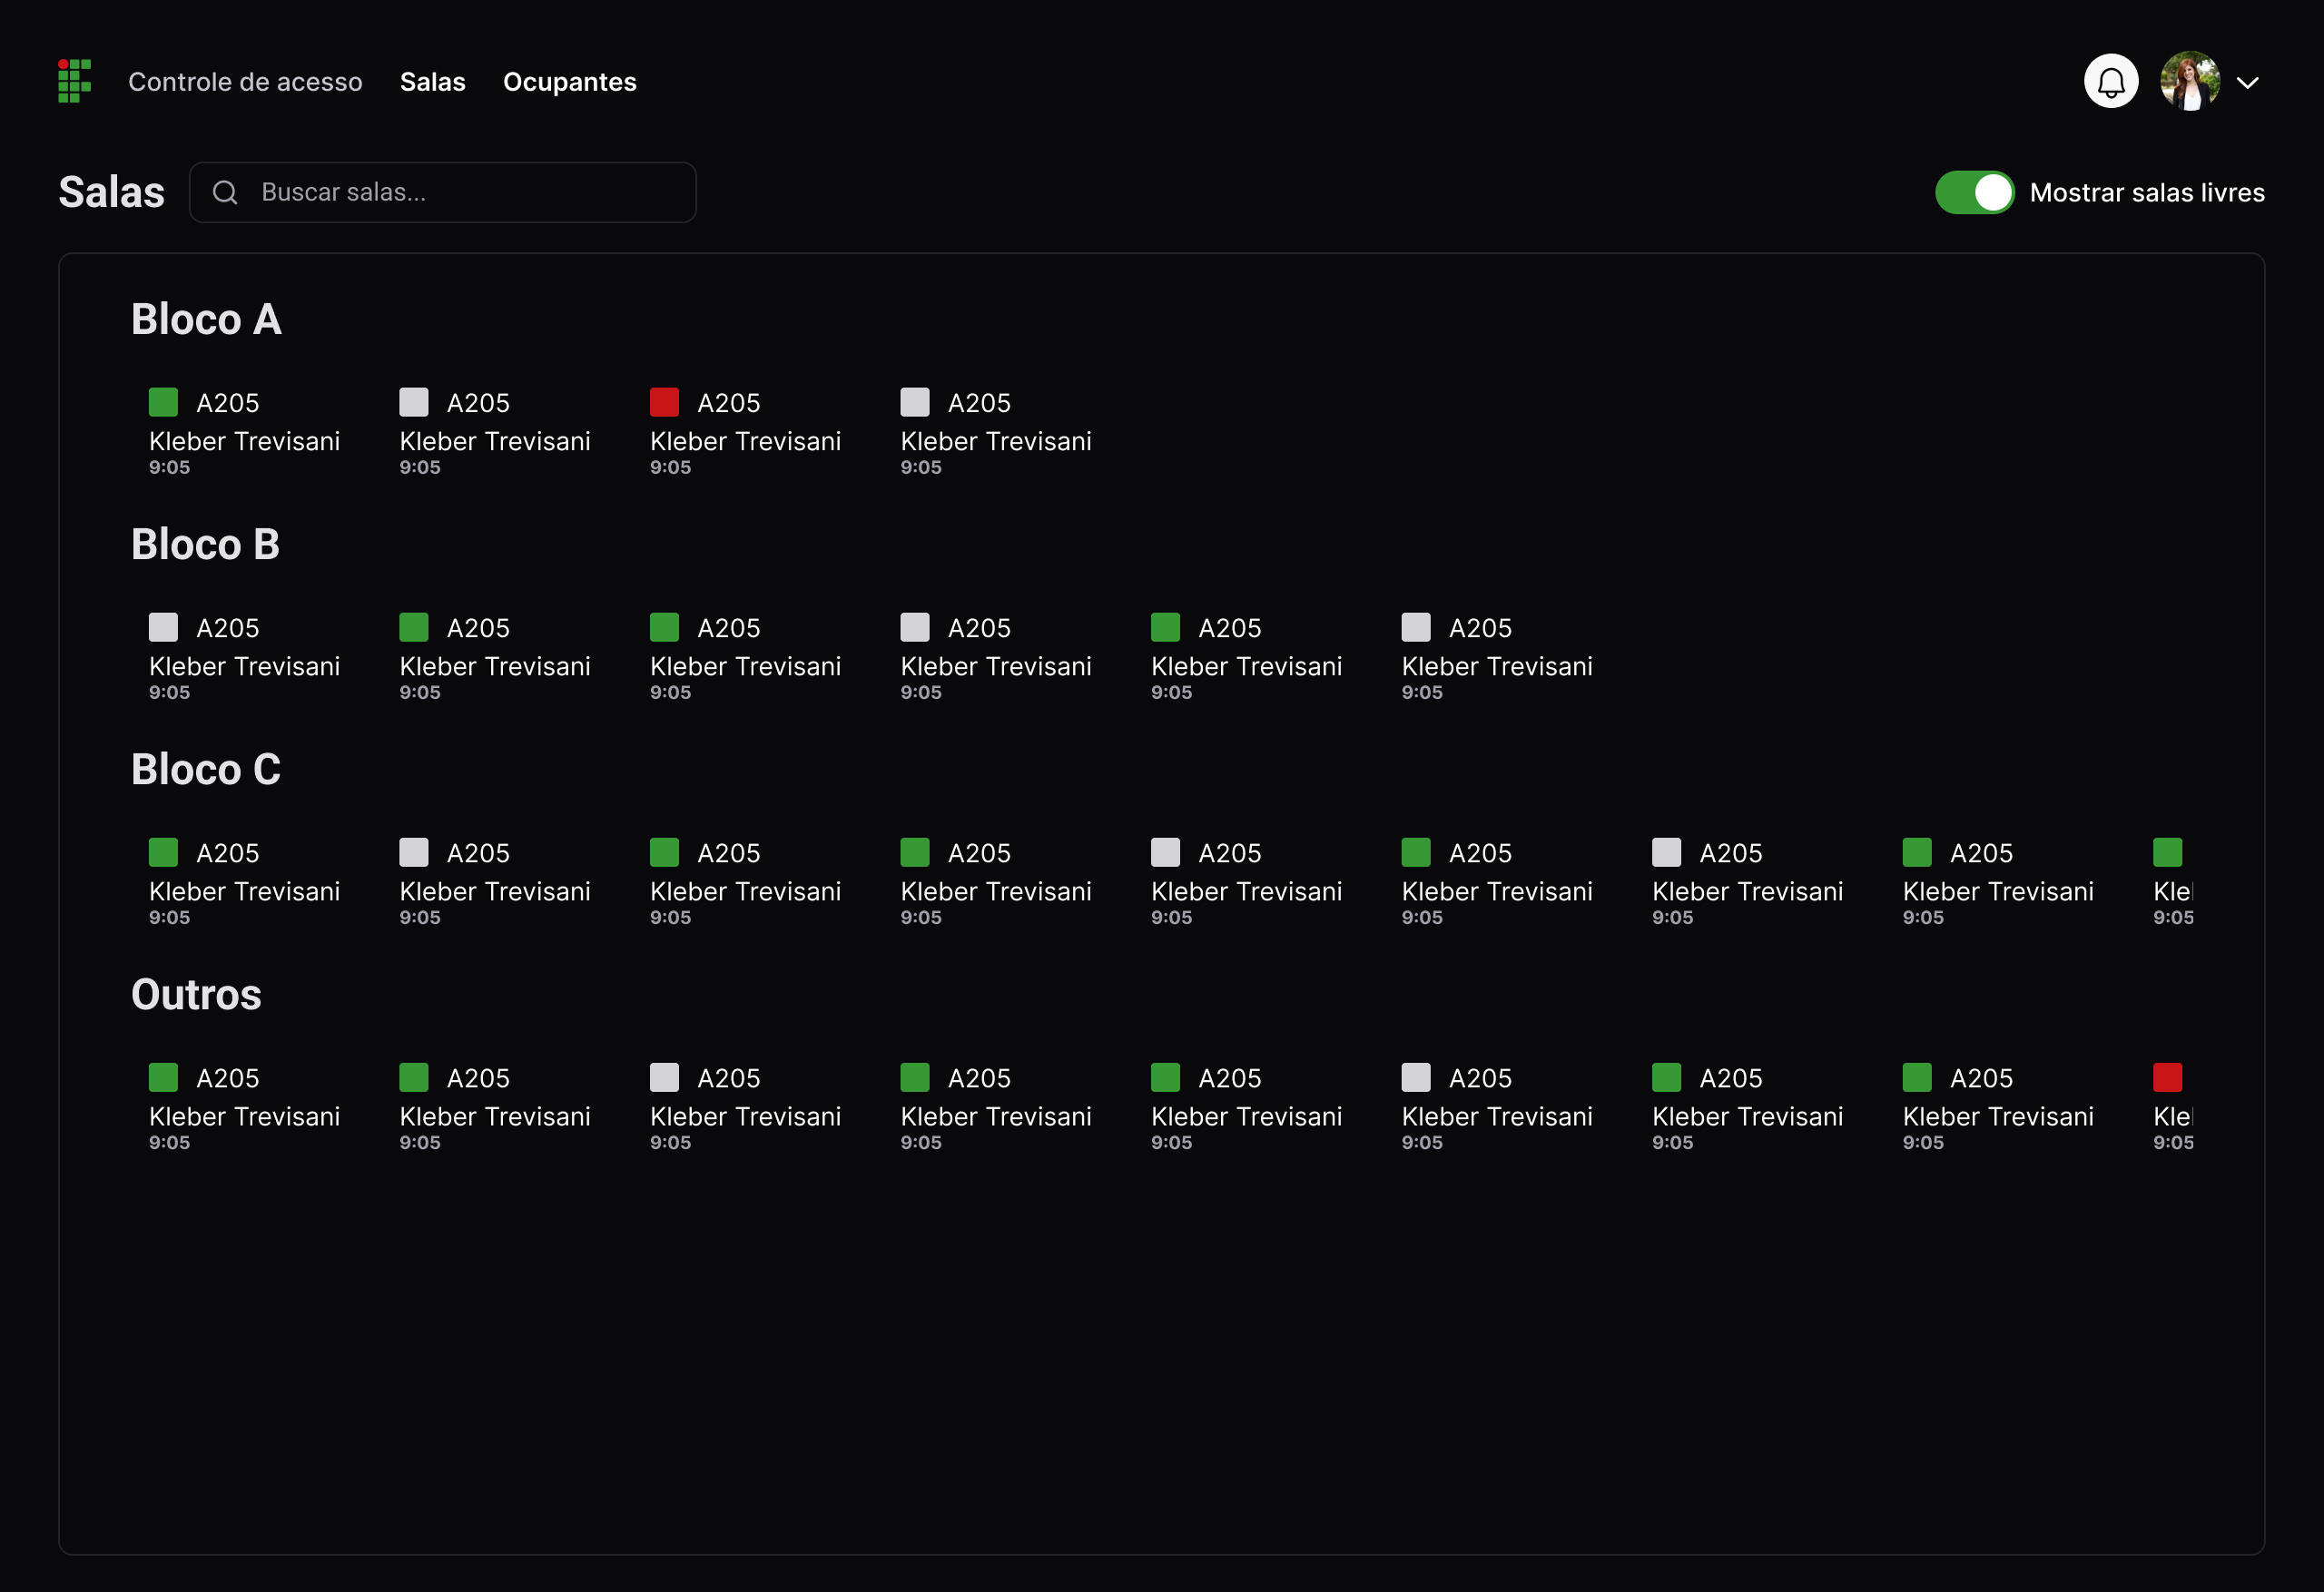 Controle de acesso Salas Ocupantes
Salas Buscar salas... Mostrar salas livres
Bloco A
A205 A205 A205 A205
Kleber Trevisani Kleber Trevisani Kleber Trevisani Kleber Trevisani
9:05 9:05 9:05 9:05
Bloco B
A205 A205 A205 A205 A205 A205
Kleber Trevisani Kleber Trevisani Kleber Trevisani Kleber Trevisani Kleber Trevisani Kleber Trevisani
9:05 9:05 9:05 9:05 9:05 9:05
Bloco C
A205 A205 A205 A205 A205 A205 A205 A205
Kleber Trevisani Kleber Trevisani Kleber Trevisani Kleber Trevisani Kleber Trevisani Kleber Trevisani Kleber Trevisani Kleber Trevisani Kle
9:05 9:05 9:05 9:05 9:05 9:05 9:05 9:05 9:05
Outros
A205 A205 A205 A205 A205 A205 A205 A205
Kleber Trevisani Kleber Trevisani Kleber Trevisani Kleber Trevisani Kleber Trevisani Kleber Trevisani Kleber Trevisani Kleber Trevisani Kle
9:05 9:05 9:05 9:05 9:05 9:05 9:05 9:05 9:05